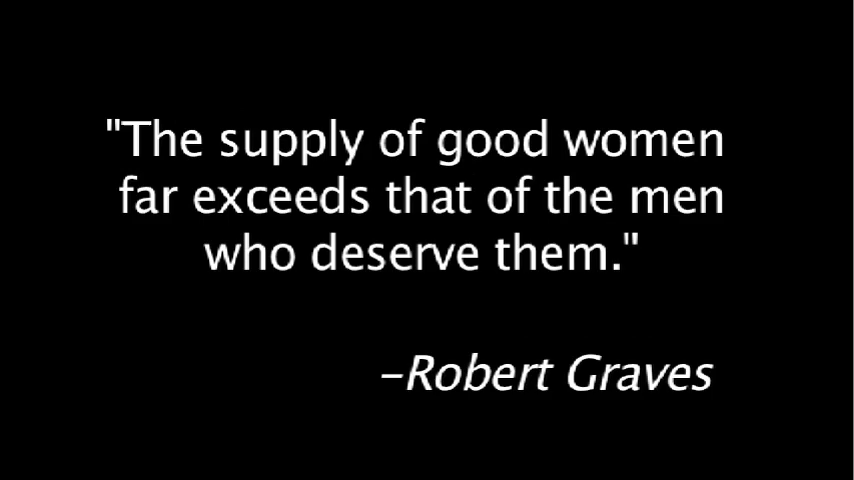 "The supply of good women
far exceeds that of the men
who deserve them."
–Robert Graves